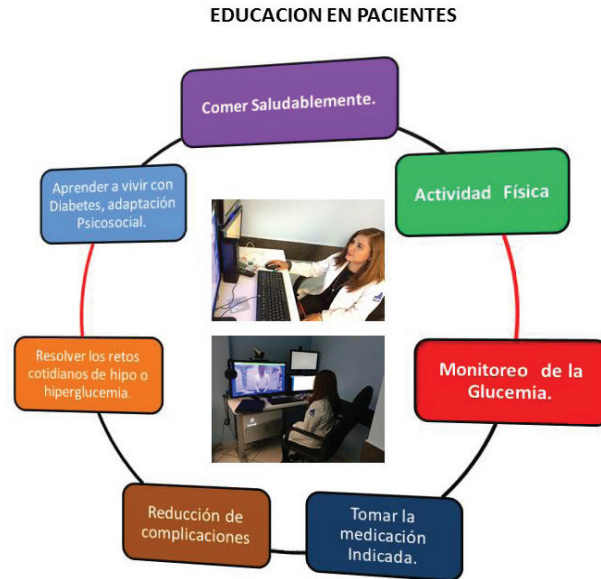 EDUCACION EN PACIENTES
Comer Saludablemente.
Actividad Física
Monitoreo de la
Glucemia.
Tomar la
medicación
Indicada.
Reducción de
complicaciones
Resolver los retos
cotidianos de hipo o
hiperglucemia.
Aprender a vivir con
Diabetes, adaptación
Psicosocial.